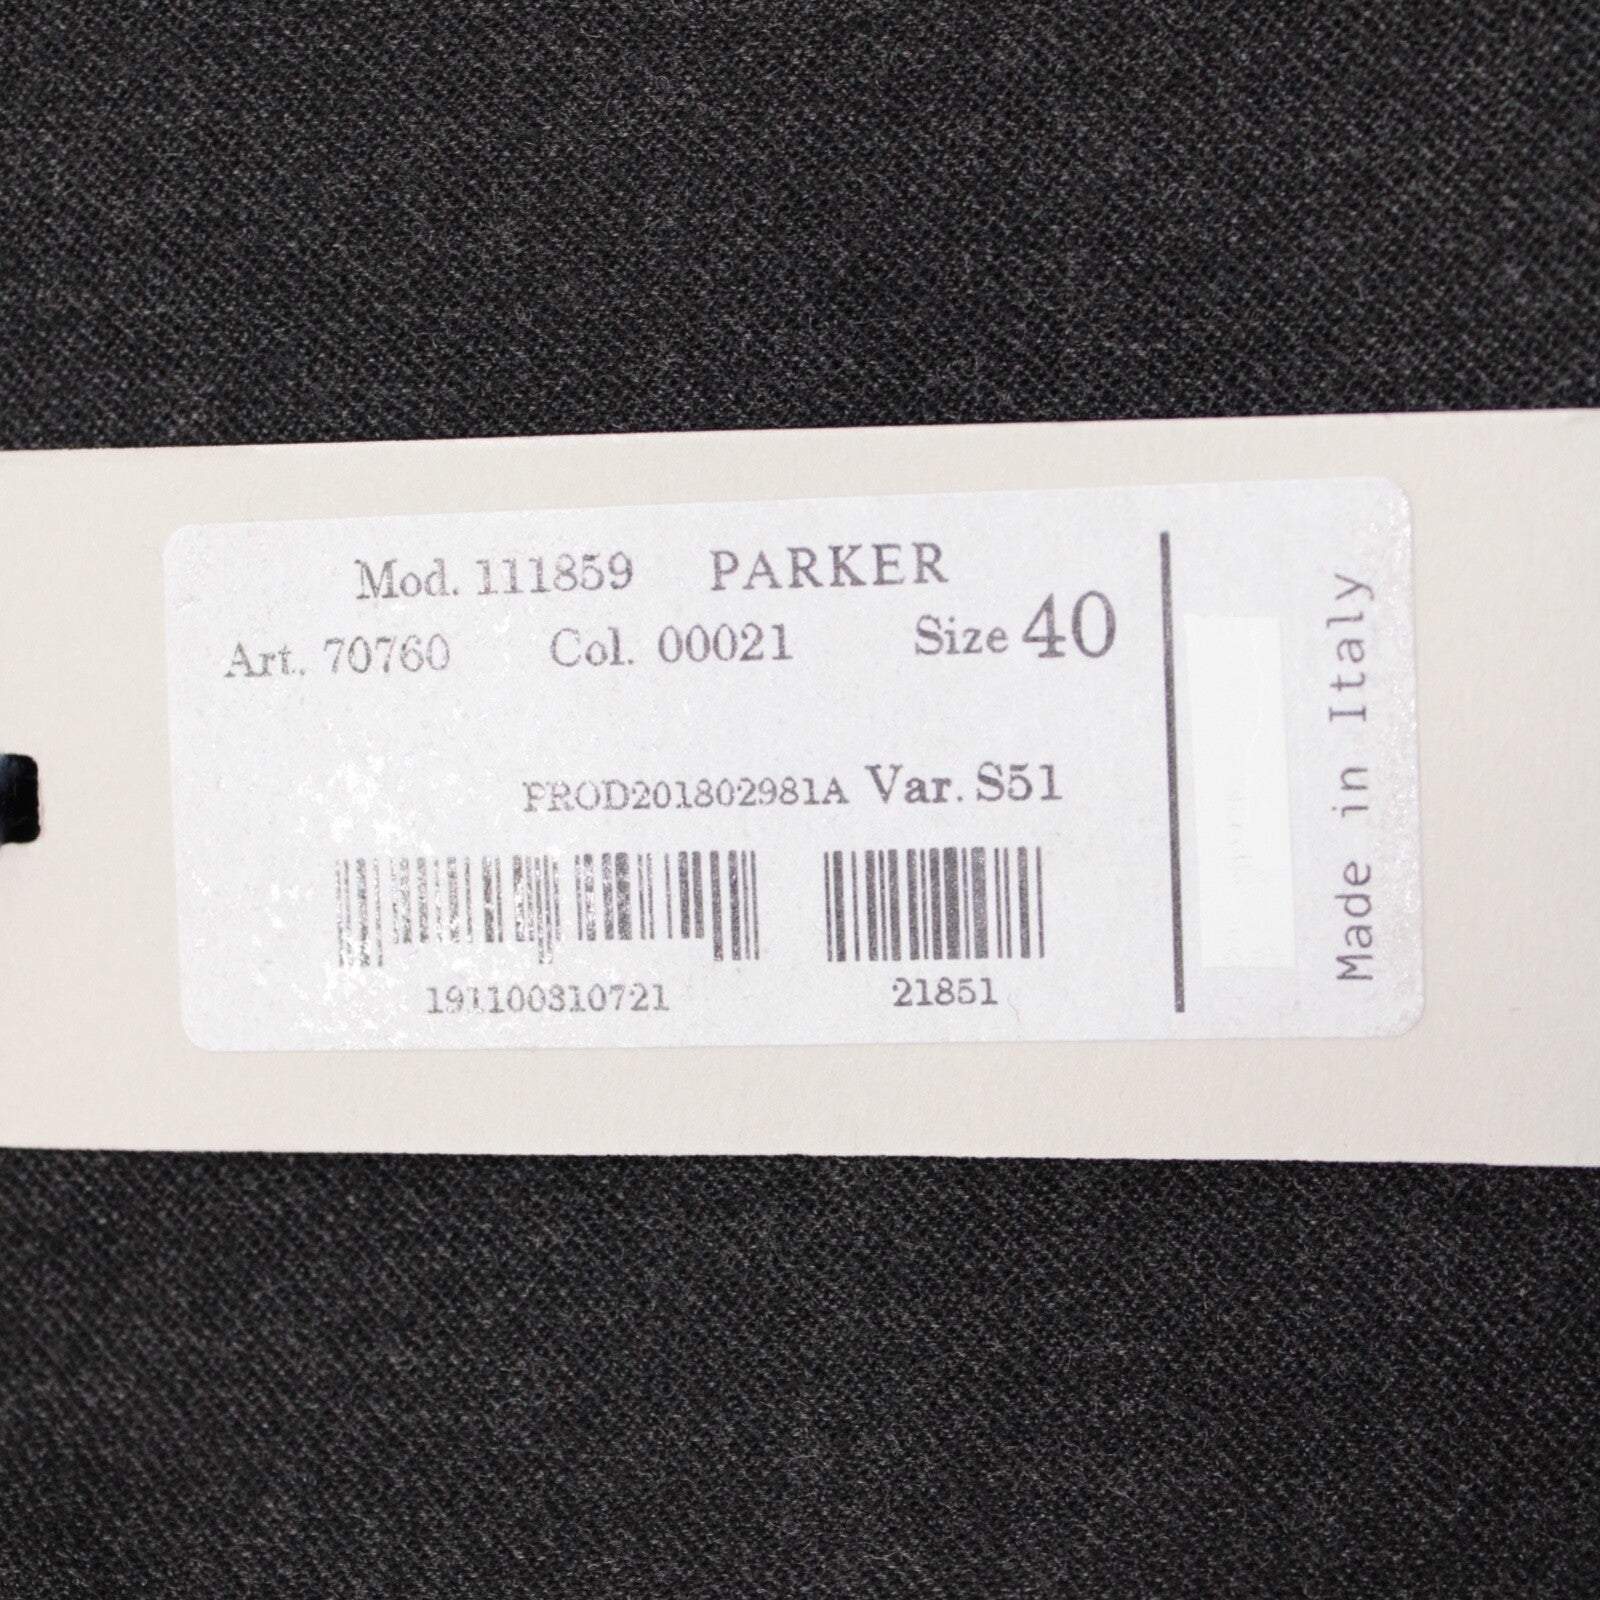 Mod. 111859 PARKER
Art. 70760 Col. 00021 Size 40
PROD201802981A Var. S51
191100310721 21851
Made in Italy